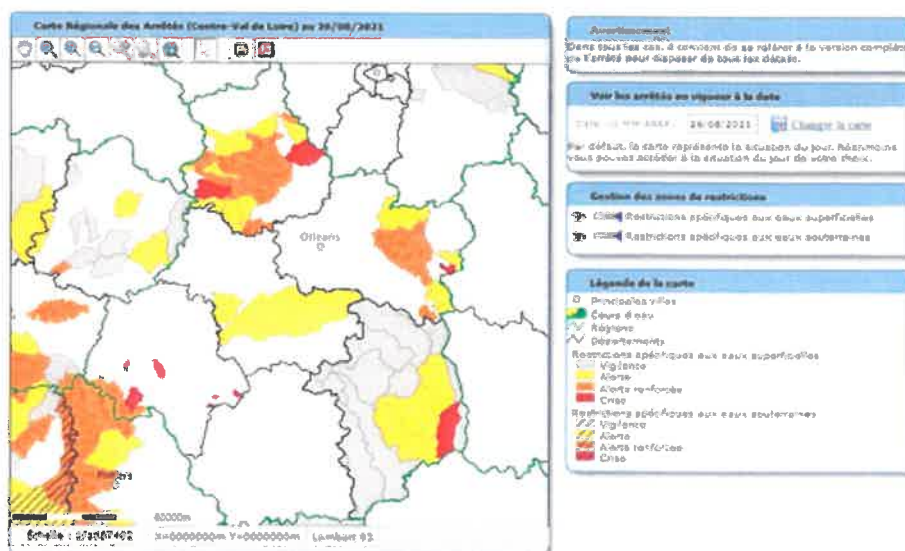 Carte Régionale des Arrêtés (Centre-Val de Loire) au 26/08/2021
Orléans
60000m
X=0000000m Y=0000000m Lambert 93
Avertissement
Dans tous les cas, il convient de se référer à la version complète
de l'arrêté pour disposer de tous les détails.
Voir les arrêtés en vigueur à la date
26/08/2021 Changer la carte
Par défaut, la carte représente la situation du jour. Néanmoins
vous pouvez accéder à la situation du jour de votre choix.
Gestion des zones de restrictions
Restrictions spécifiques aux eaux superficielles
Restrictions spécifiques aux eaux souterraines
Légende de la carte
Principales villes
Cours d'eau
Régions
Départements
Restrictions spécifiques aux eaux superficielles
Vigilance
Alerte
Alerte renforcée
Crise
Restrictions spécifiques aux eaux souterraines
Vigilance
Alerte
Alerte renforcée
Crise